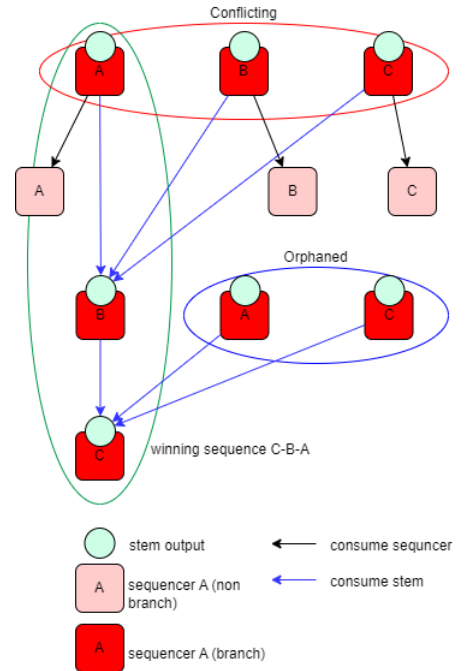 Conflicting
A
B
C
A
B
C
Orphaned
B
A
C
C
winning sequence C-B-A
stem output
consume sequncer
A
sequencer A (non
branch)
consume stem
A
sequencer A (branch)